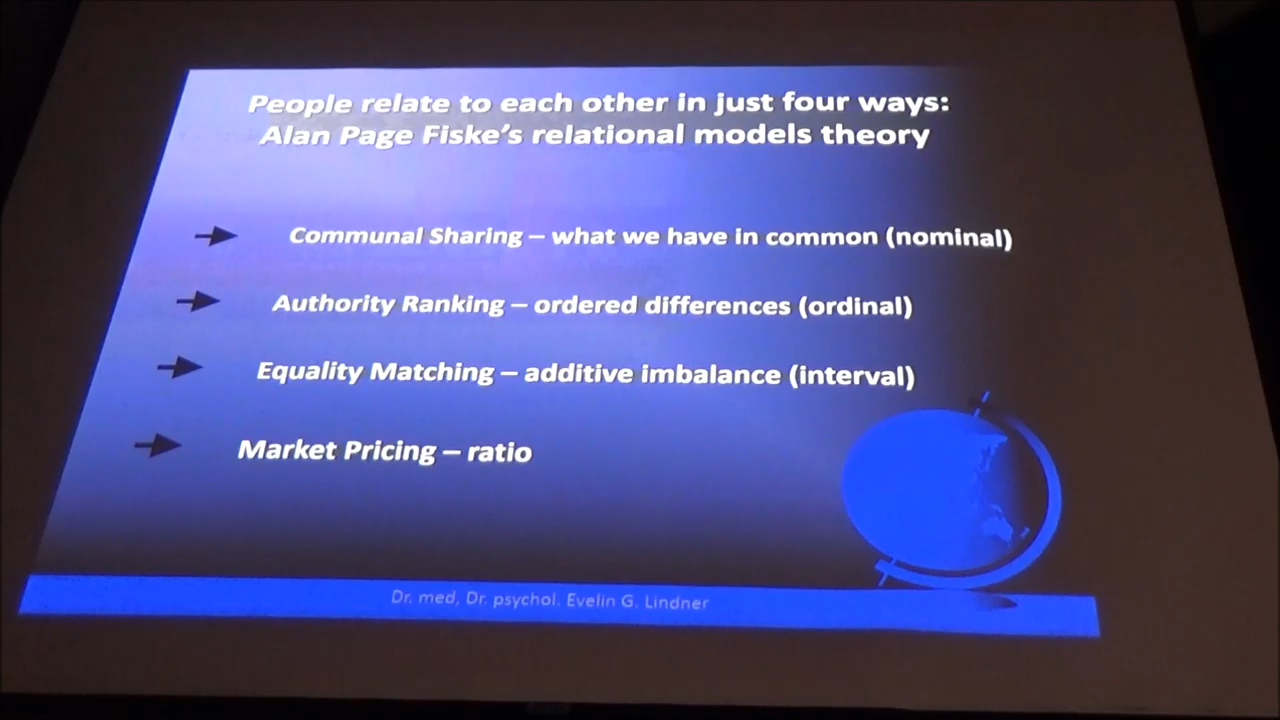 People relate to each other in just four ways:
Alan Page Fiske's relational models theory
Communal Sharing – what we have in common (nominal)
Authority Ranking – ordered differences (ordinal)
Equality Matching – additive imbalance (interval)
Market Pricing – ratio
Dr. med, Dr. psychol. Evelin G. Lindner